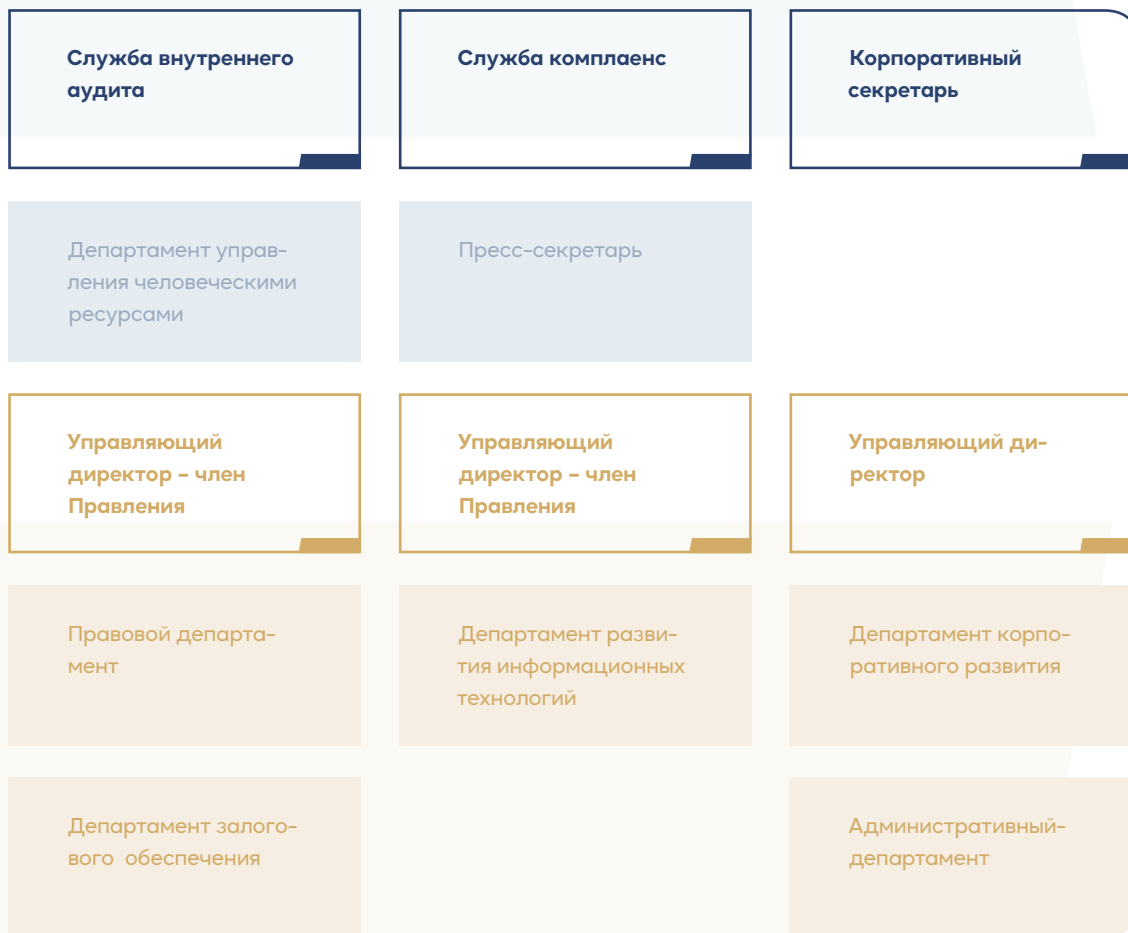 Служба внутреннего
аудита
Служба комплаенс
Корпоративный
секретарь
Департамент управ-
ления человеческими
ресурсами
Пресс-секретарь
Управляющий
директор – член
Правления
Управляющий
директор – член
Правления
Управляющий ди-
ректор
Правовой департа-
мент
Департамент разви-
тия информационных
технологий
Департамент корпо-
ративного развития
Департамент залого-
вого  обеспечения
Административный-
департамент